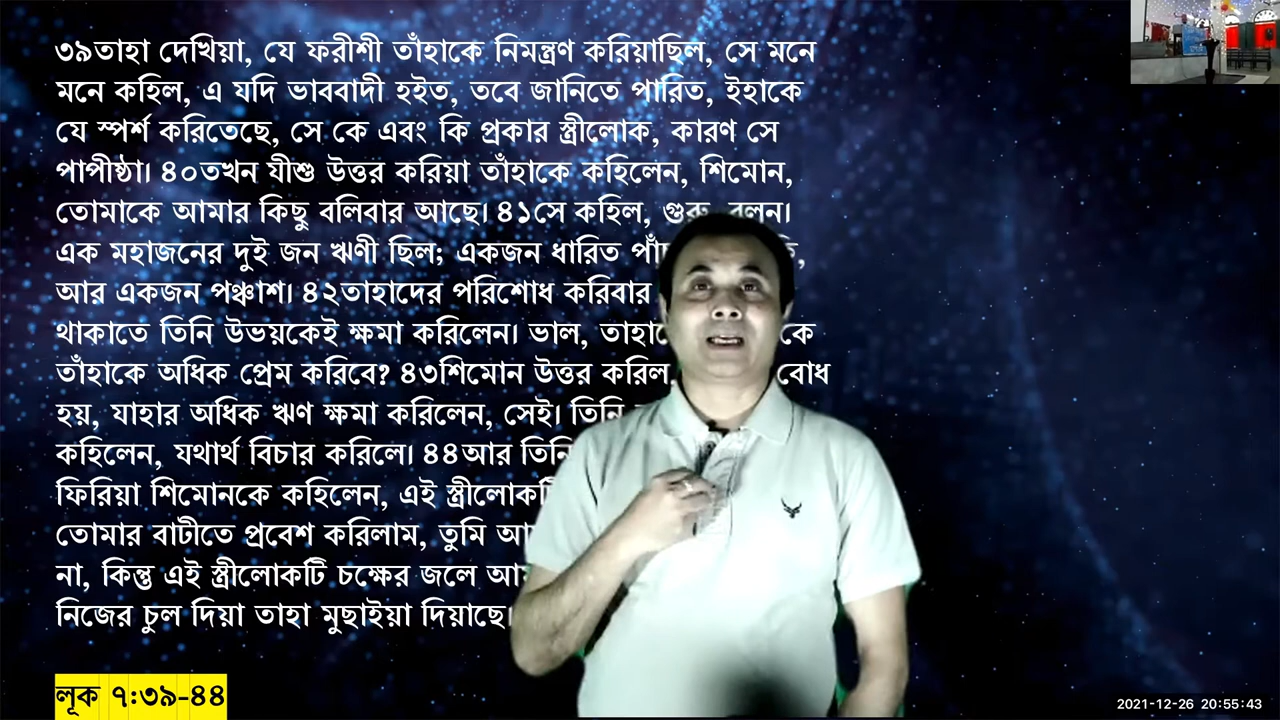 ৩৯তাহা দেখিয়া, যে ফরীশী তাঁহাকে নিমন্ত্রণ করিয়াছিল, সে মনে
মনে কহিল, এ যদি ভাববাদী হইত, তবে জানিতে পারিত, ইহাকে
যে স্পর্শ করিতেছে, সে কে এবং কি প্রকার স্ত্রীলোক, কারণ সে
পাপীষ্ঠা। ৪০তখন যীশু উত্তর করিয়া তাঁহাকে কহিলেন, শিমোন,
তোমাকে আমার কিছু বলিবার আছে। ৪১সে কহিল, গুরু, বলুন।
এক মহাজনের দুই জন ঋণী ছিল; একজন ধারিত
আর একজন পঞ্চাশ। ৪২তাহাদের পরিশোধ করিবার
থাকাতে তিনি উভয়কেই ক্ষমা করিলেন। ভাল, কে
তাঁহাকে অধিক প্রেম করিবে? ৪৩শিমোন উত্তর করিল, বোধ
হয়, যাহার অধিক ঋণ ক্ষমা করিলেন, সেই। তিনি
কহিলেন, যথার্থ বিচার করিলে। ৪৪আর তিনি
ফিরিয়া শিমোনকে কহিলেন, এই স্ত্রীলোকটি
তোমার বাটীতে প্রবেশ করিলাম, তুমি
না, কিন্তু এই স্ত্রীলোকটি চক্ষের জলে
নিজের চুল দিয়া তাহা মুছাইয়া দিয়াছে।
লূক ৭:৩৯-৪৪
2021-12-26 20:55:43